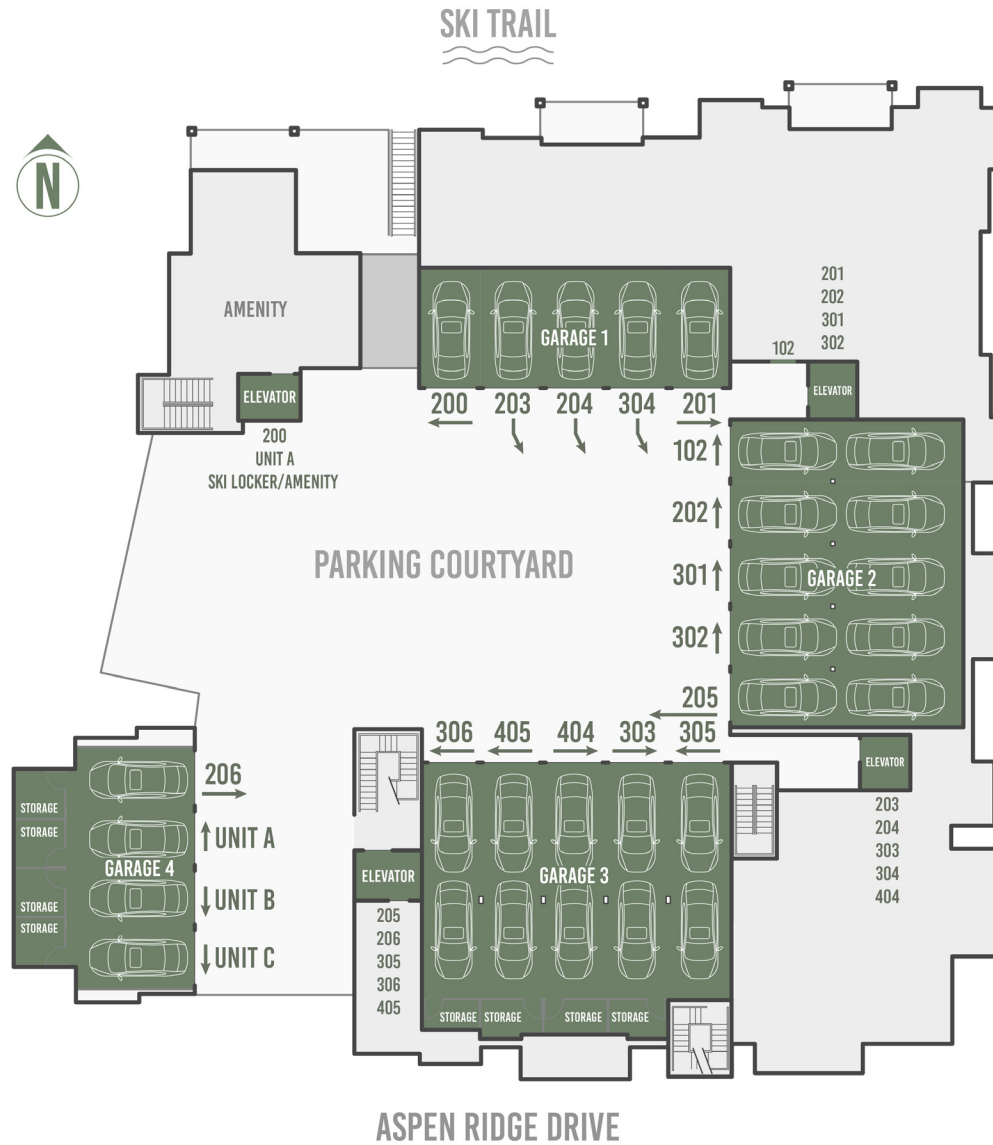 SKI TRAIL
N
AMENITY
ELEVATOR
200
UNIT A
SKI LOCKER/AMENITY
GARAGE 1
200
203
204
304
201
201
202
301
302
102
ELEVATOR
102
202
301
302
205
GARAGE 2
PARKING COURTYARD
306
405
404
303
305
ELEVATOR
203
204
303
304
404
206
UNIT A
UNIT B
UNIT C
STORAGE
STORAGE
STORAGE
STORAGE
GARAGE 4
ELEVATOR
205
206
305
306
405
GARAGE 3
STORAGE
STORAGE
STORAGE
STORAGE
ASPEN RIDGE DRIVE